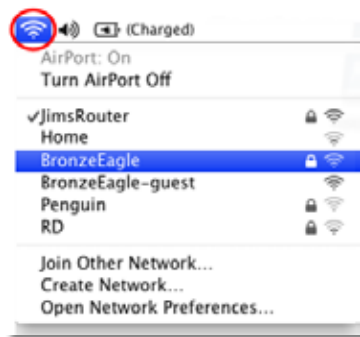 (Charged)
AirPort: On
Turn AirPort Off
✓JimsRouter
Home
BronzeEagle
BronzeEagle-guest
Penguin
RD
Join Other Network...
Create Network...
Open Network Preferences...